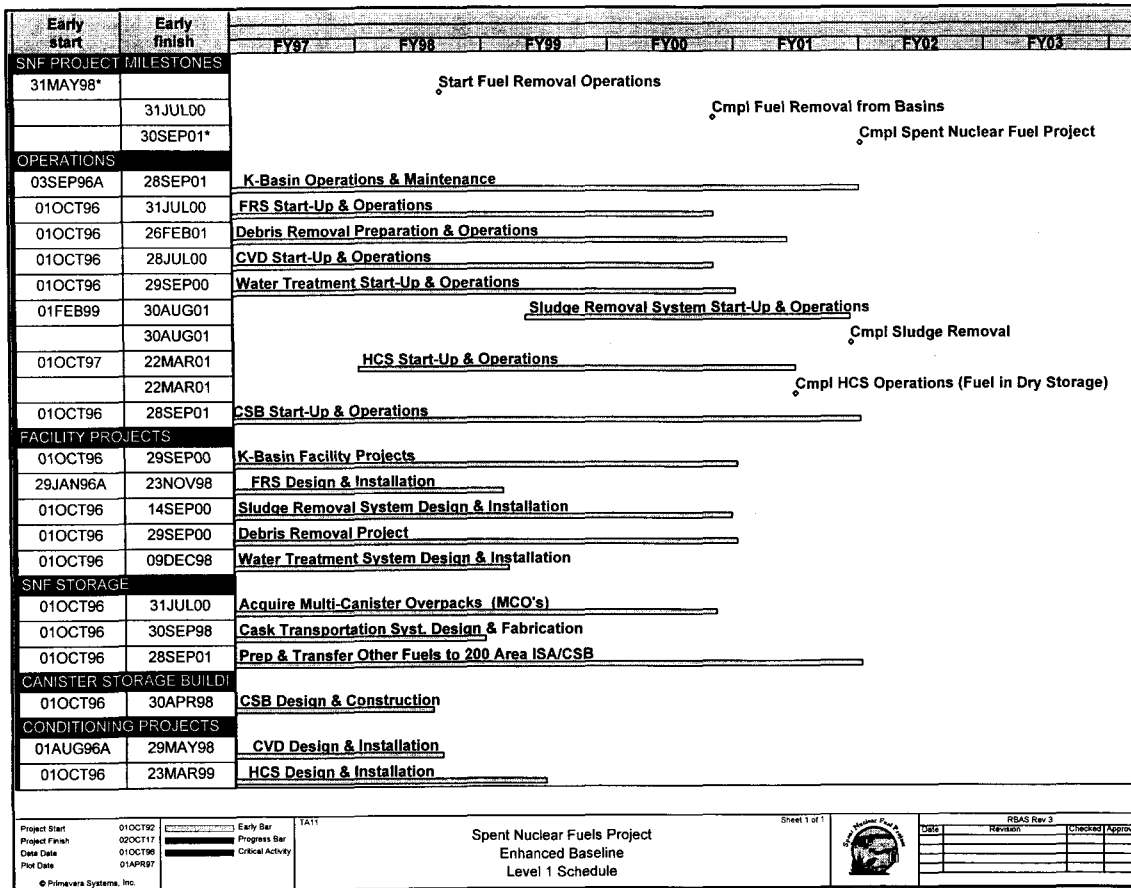 Early start Early finish FY97 FY98 FY99 FY00 FY01 FY02 FY03
SNF PROJECT MILESTONES
31MAY98* Start Fuel Removal Operations
31JUL00 Cmpl Fuel Removal from Basins
30SEP01* Cmpl Spent Nuclear Fuel Project
OPERATIONS
03SEP96A 28SEP01 K-Basin Operations & Maintenance
01OCT96 31JUL00 FRS Start-Up & Operations
01OCT96 26FEB01 Debris Removal Preparation & Operations
01OCT96 28JUL00 CVD Start-Up & Operations
01OCT96 29SEP00 Water Treatment Start-Up & Operations
01FEB99 30AUG01 Sludge Removal System Start-Up & Operations
30AUG01 Cmpl Sludge Removal
01OCT97 22MAR01 HCS Start-Up & Operations
22MAR01 Cmpl HCS Operations (Fuel in Dry Storage)
01OCT96 28SEP01 CSB Start-Up & Operations
FACILITY PROJECTS
01OCT96 29SEP00 K-Basin Facility Projects
29JAN96A 23NOV98 FRS Design & Installation
01OCT96 14SEP00 Sludge Removal System Design & Installation
01OCT96 29SEP00 Debris Removal Project
01OCT96 09DEC98 Water Treatment System Design & Installation
SNF STORAGE
01OCT96 31JUL00 Acquire Multi-Canister Overpacks (MCO's)
01OCT96 30SEP98 Cask Transportation Syst. Design & Fabrication
01OCT96 28SEP01 Prep & Transfer Other Fuels to 200 Area ISA/CSB
CANISTER STORAGE BUILDI
01OCT96 30APR98 CSB Design & Construction
CONDITIONING PROJECTS
01AUG96A 29MAY98 CVD Design & Installation
01OCT96 23MAR99 HCS Design & Installation
Project Start 01OCT92
Project Finish 02OCT17
Data Date 01OCT96
Plot Date 01APR97
© Primavera Systems, Inc.
Early Bar
Progress Bar
Critical Activity
TA11
Sheet 1 of 1
Spent Nuclear Fuels Project
Enhanced Baseline
Level 1 Schedule
Spent Nuclear Fuel Project
RBAS Rev 3
Date Revision Checked Approv